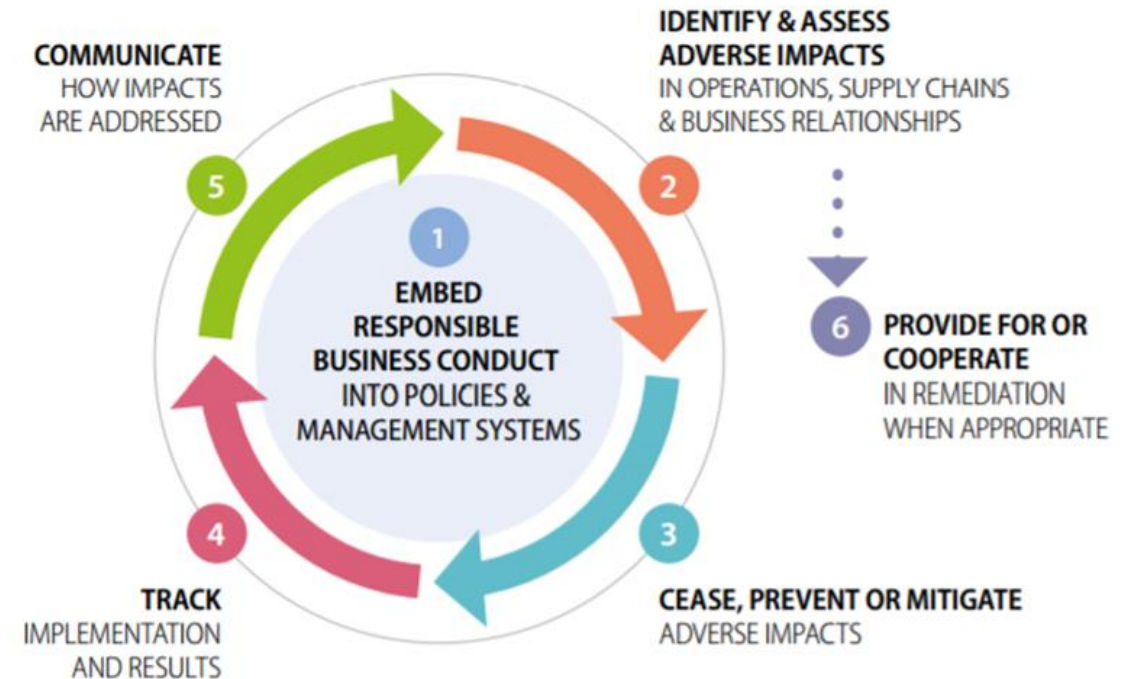 COMMUNICATE
HOW IMPACTS
ARE ADDRESSED
5
IDENTIFY & ASSESS
ADVERSE IMPACTS
IN OPERATIONS, SUPPLY CHAINS
& BUSINESS RELATIONSHIPS
2
1
EMBED
RESPONSIBLE
BUSINESS CONDUCT
INTO POLICIES &
MANAGEMENT SYSTEMS
6
PROVIDE FOR OR
COOPERATE
IN REMEDIATION
WHEN APPROPRIATE
4
TRACK
IMPLEMENTATION
AND RESULTS
3
CEASE, PREVENT OR MITIGATE
ADVERSE IMPACTS